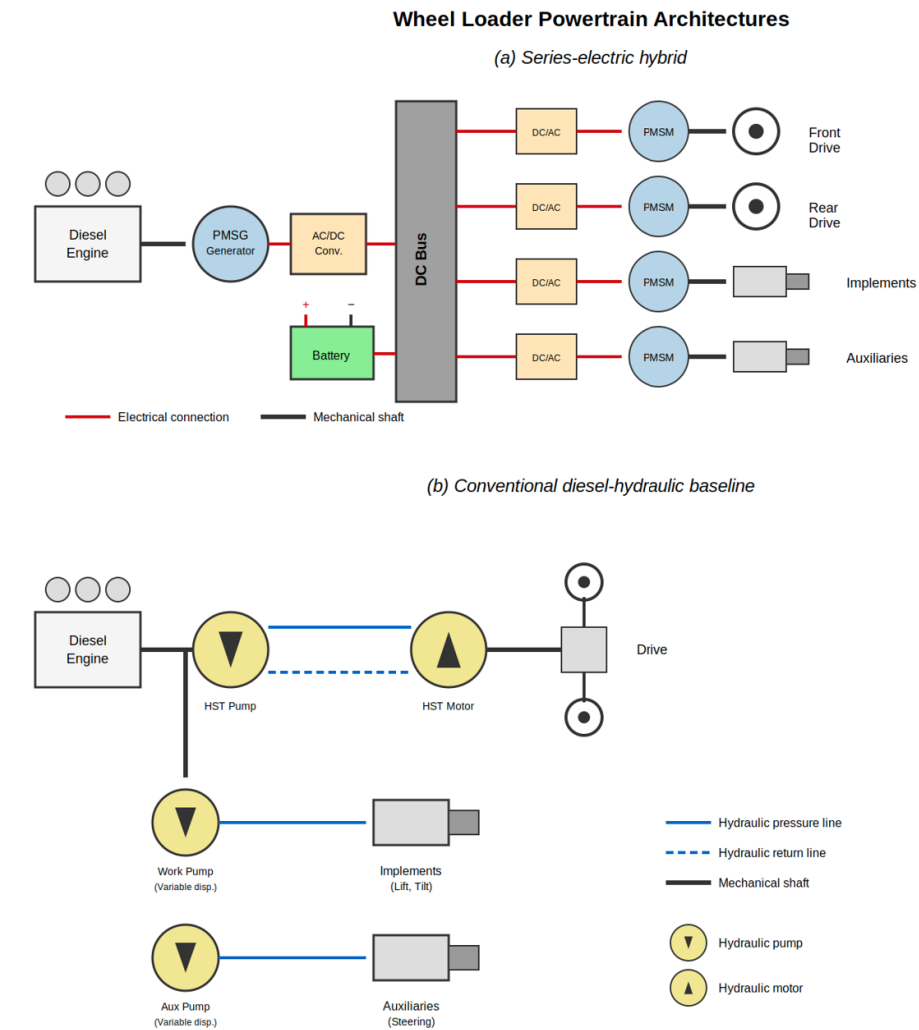 Wheel Loader Powertrain Architectures
(a) Series-electric hybrid
Diesel
Engine
PMSG
Generator
AC/DC
Conv.
+
−
Battery
DC Bus
DC/AC
PMSM
Front
Drive
DC/AC
PMSM
Rear
Drive
DC/AC
PMSM
Implements
DC/AC
PMSM
Auxiliaries
Electrical connection
Mechanical shaft
(b) Conventional diesel-hydraulic baseline
Diesel
Engine
HST Pump
HST Motor
Drive
Work Pump
(Variable disp.)
Implements
(Lift, Tilt)
Aux Pump
(Variable disp.)
Auxiliaries
(Steering)
Hydraulic pressure line
Hydraulic return line
Mechanical shaft
Hydraulic pump
Hydraulic motor